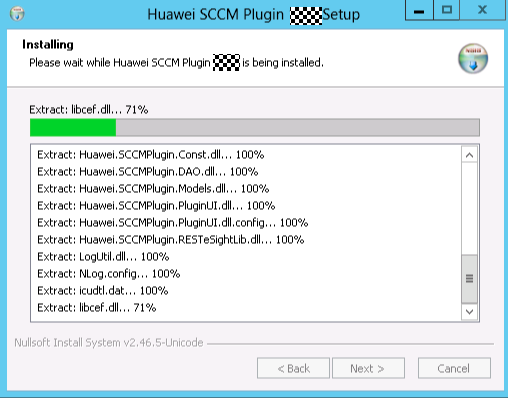 Huawei SCCM Plugin Setup
Installing
Please wait while Huawei SCCM Plugin is being installed.
Extract: libcef.dll... 71%
Extract: Huawei.SCCMPlugin.Const.dll... 100%
Extract: Huawei.SCCMPlugin.DAO.dll... 100%
Extract: Huawei.SCCMPlugin.Models.dll... 100%
Extract: Huawei.SCCMPlugin.PluginUI.dll... 100%
Extract: Huawei.SCCMPlugin.PluginUI.dll.config... 100%
Extract: Huawei.SCCMPlugin.RESTeSightLib.dll... 100%
Extract: LogUtil.dll... 100%
Extract: NLog.config... 100%
Extract: icudtl.dat... 100%
Extract: libcef.dll... 71%
Nullsoft Install System v2.46.5-Unicode
< Back
Next >
Cancel